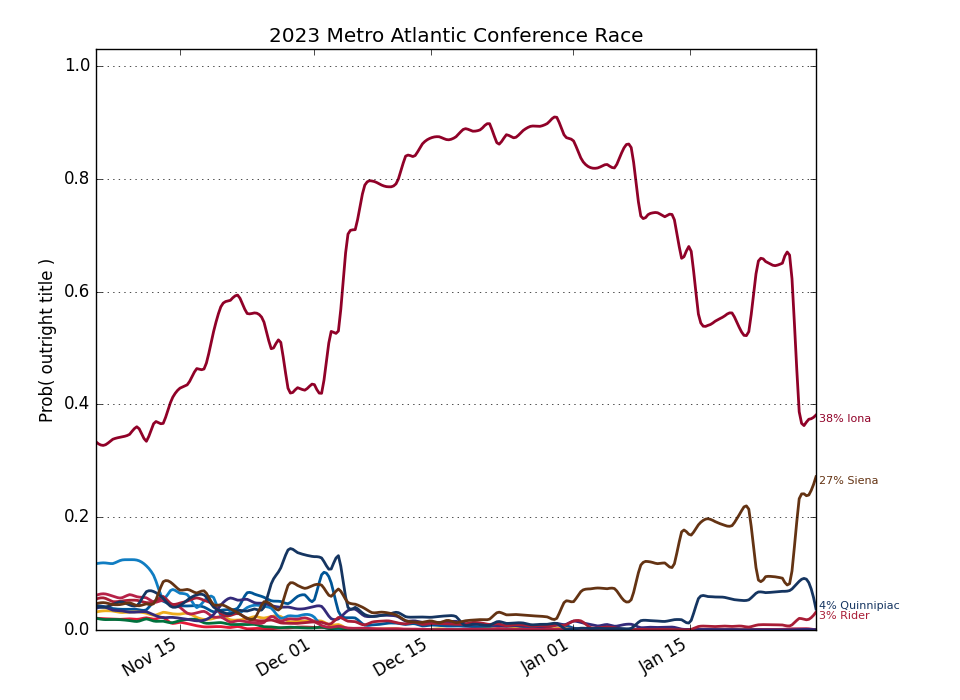 2023 Metro Atlantic Conference Race
Prob( outright title )
1.0
0.8
0.6
0.4
0.2
0.0
38% Iona
27% Siena
4% Quinnipiac
3% Rider
Nov 15
Dec 01
Dec 15
Jan 01
Jan 15